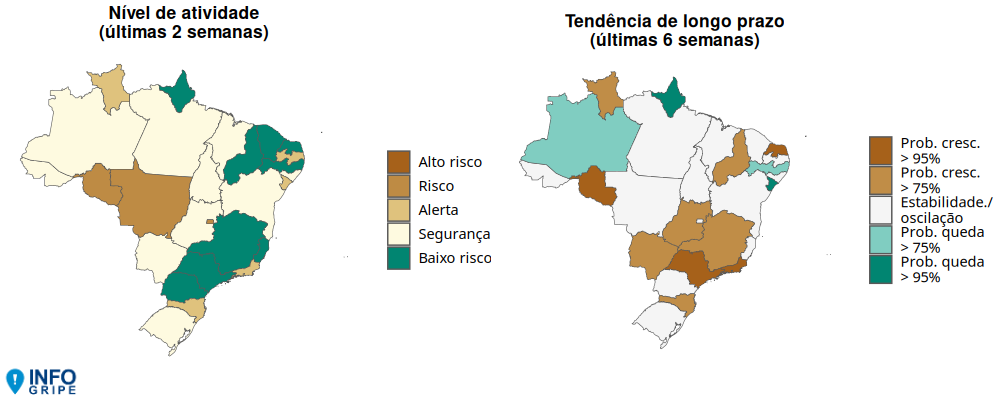 Nível de atividade
(últimas 2 semanas)
Alto risco
Risco
Alerta
Segurança
Baixo risco
Tendência de longo prazo
(últimas 6 semanas)
Prob. cresc.
> 95%
Prob. cresc.
> 75%
Estabilidade./
oscilação
Prob. queda
> 75%
Prob. queda
> 95%
INFO
GRIPE